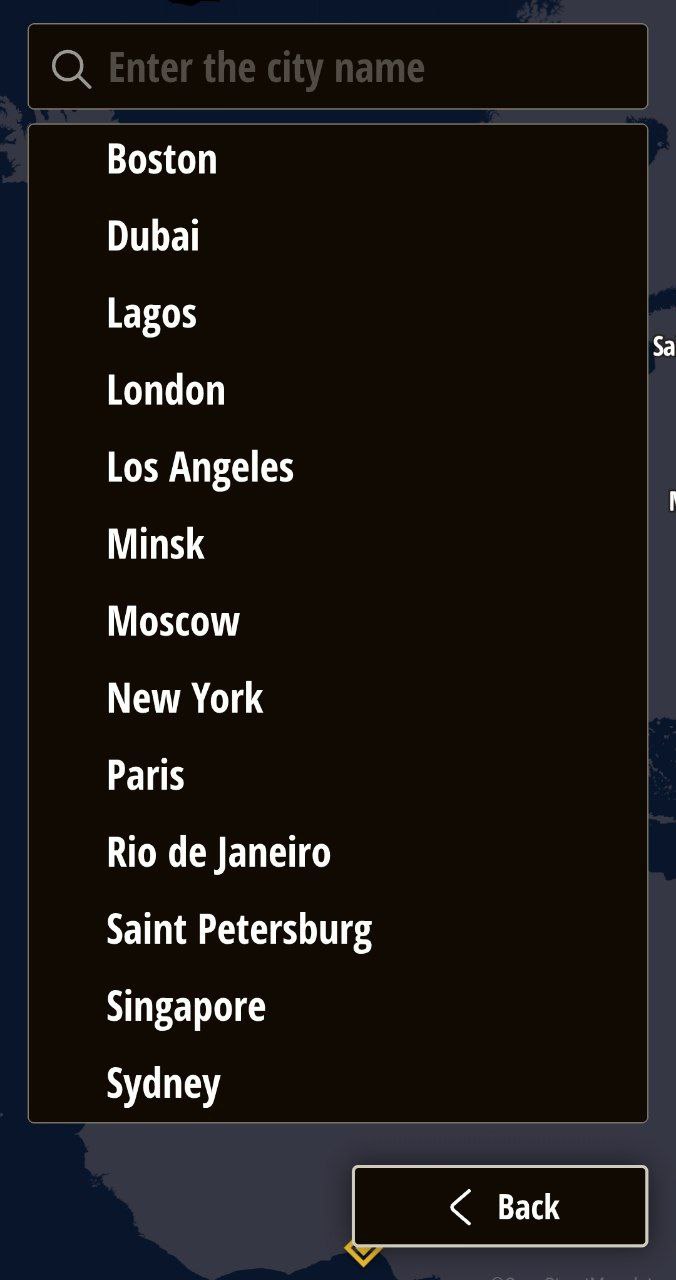 Enter the city name
Boston
Dubai
Lagos
London
Los Angeles
Minsk
Moscow
New York
Paris
Rio de Janeiro
Saint Petersburg
Singapore
Sydney
Back